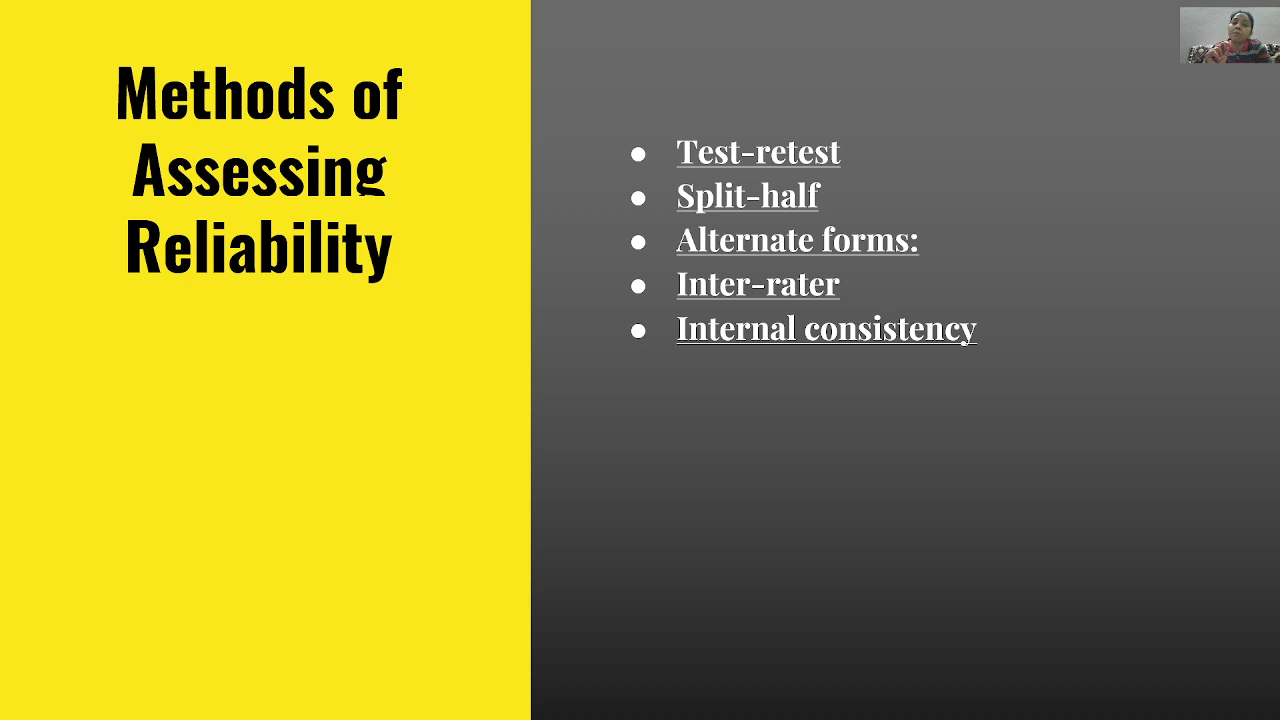 Methods of
Assessing
Reliability
● Test-retest
● Split-half
● Alternate forms:
● Inter-rater
● Internal consistency